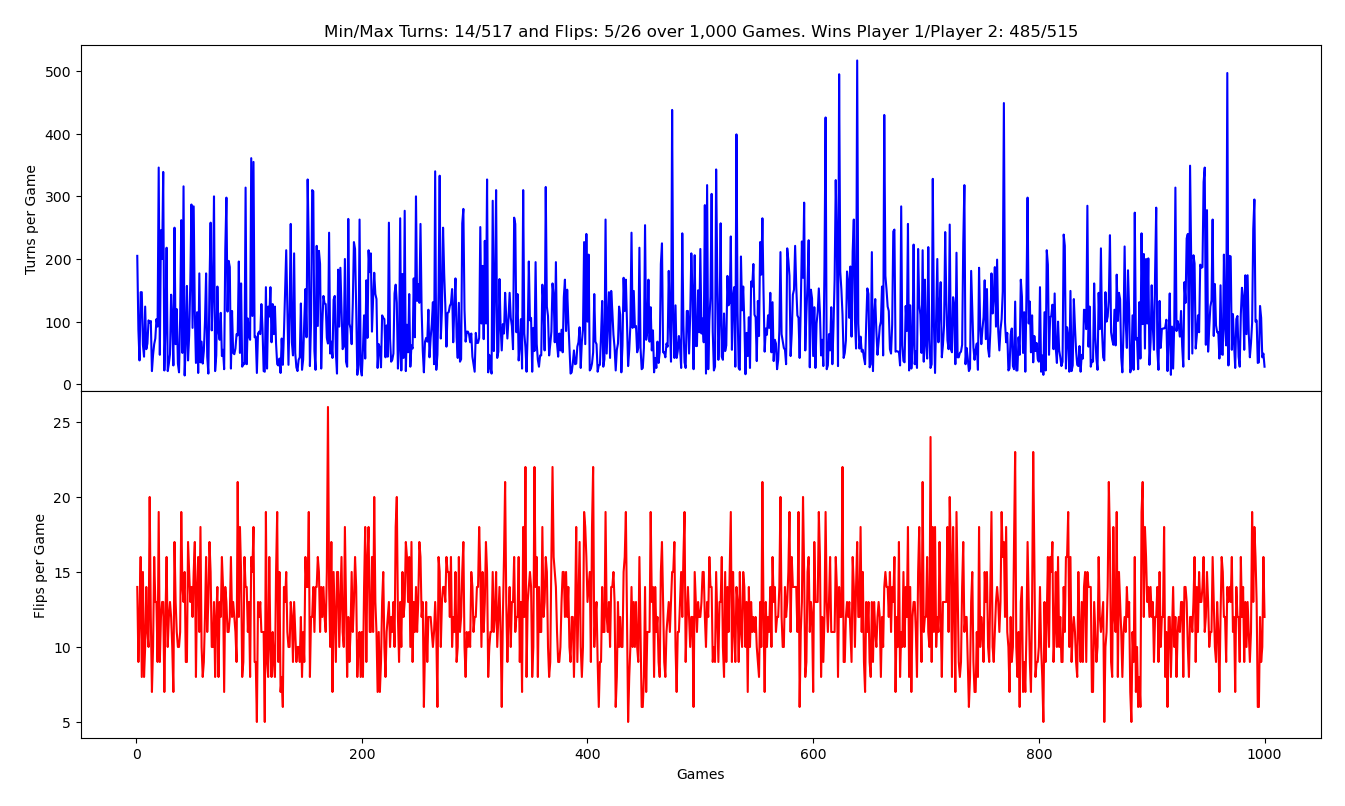 Min/Max Turns: 14/517 and Flips: 5/26 over 1,000 Games. Wins Player 1/Player 2: 485/515
500
400
300
200
100
0
Turns per Game
25
20
15
10
5
Flips per Game
0 200 400 600 800 1000
Games